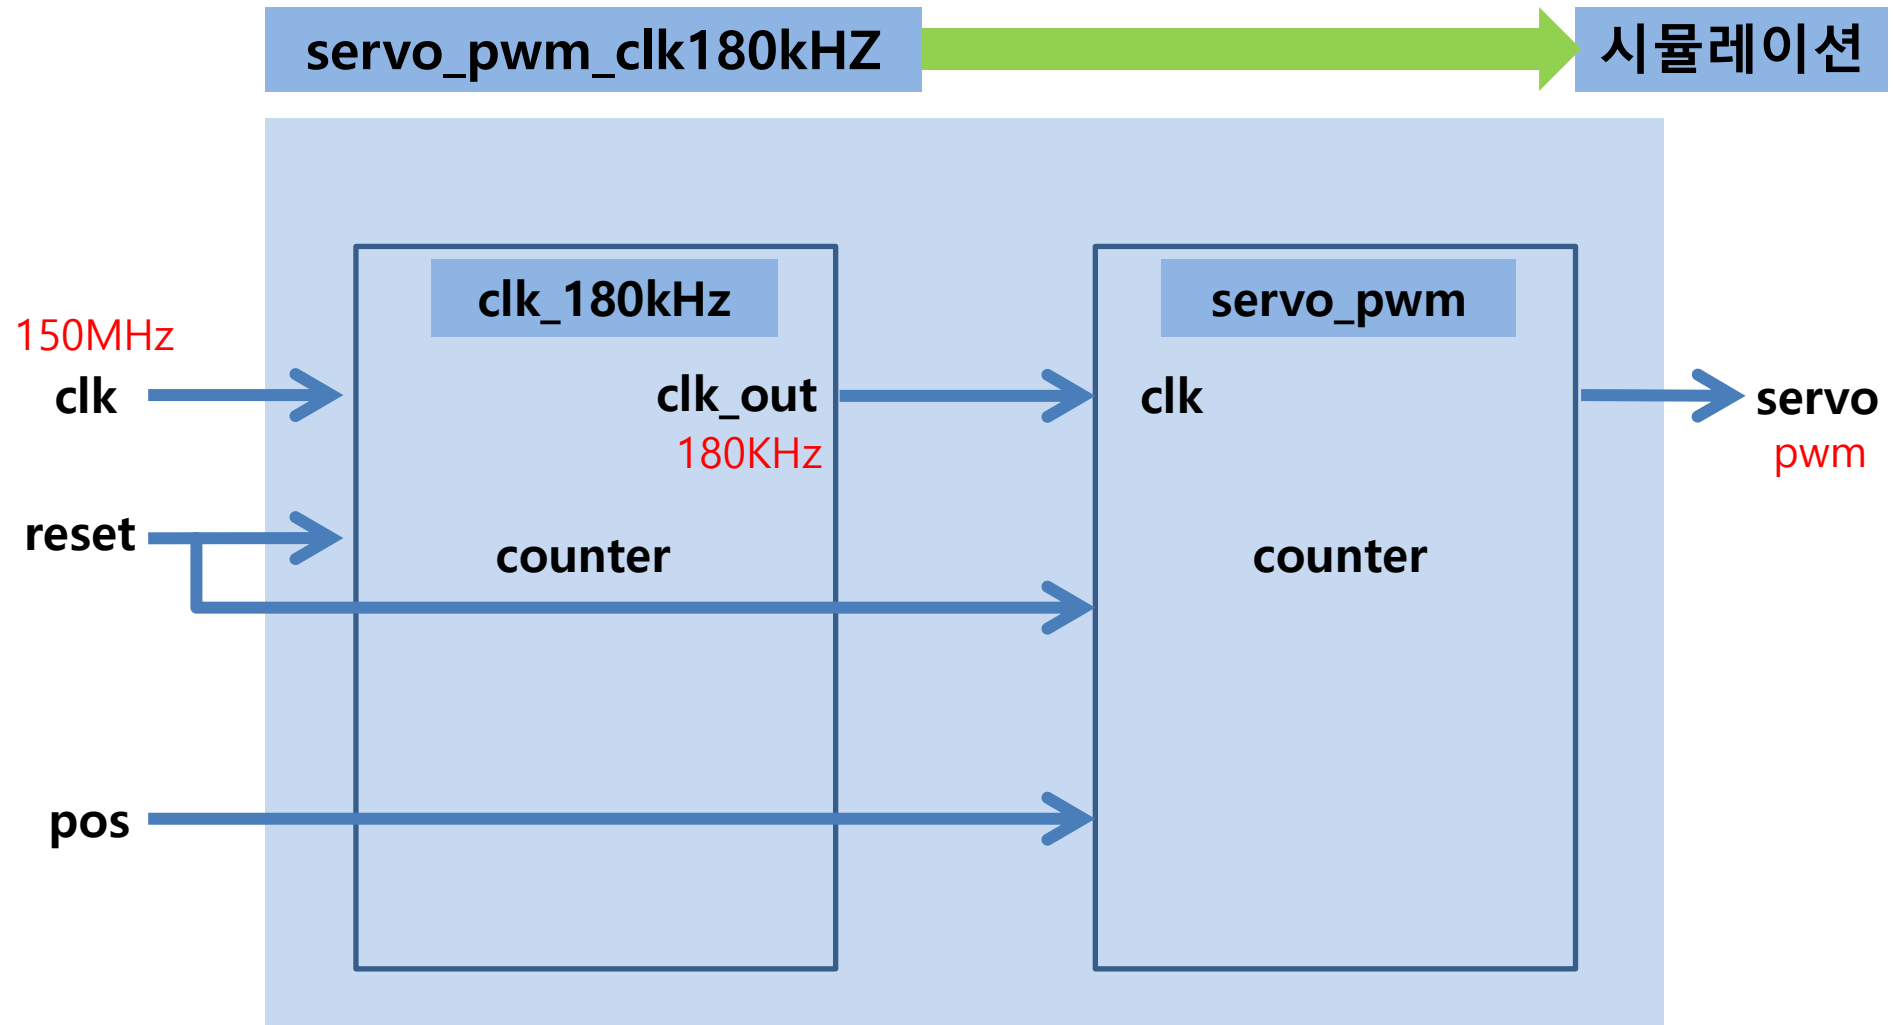 servo_pwm_clk180kHZ
시뮬레이션
clk_180kHz
servo_pwm
150MHz
clk
clk_out
clk
servo
180KHz
pwm
reset
counter
counter
pos